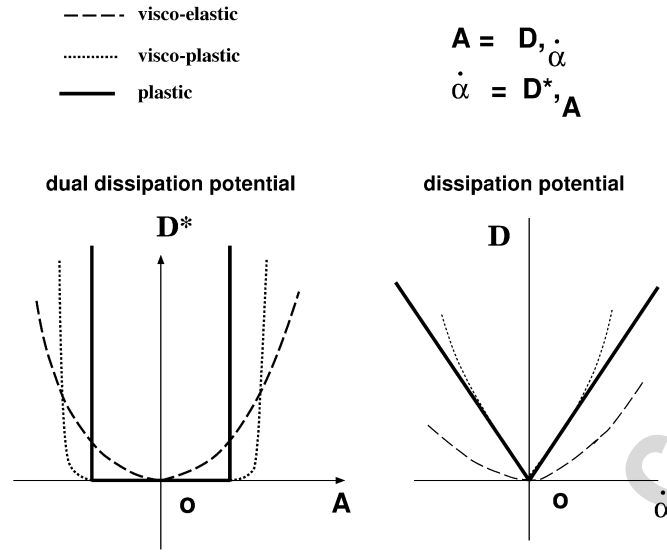 visco-elastic
visco-plastic
plastic
A = D,α̇
α̇ = D*,A
dual dissipation potential
D*
o
A
dissipation potential
D
o
α̇